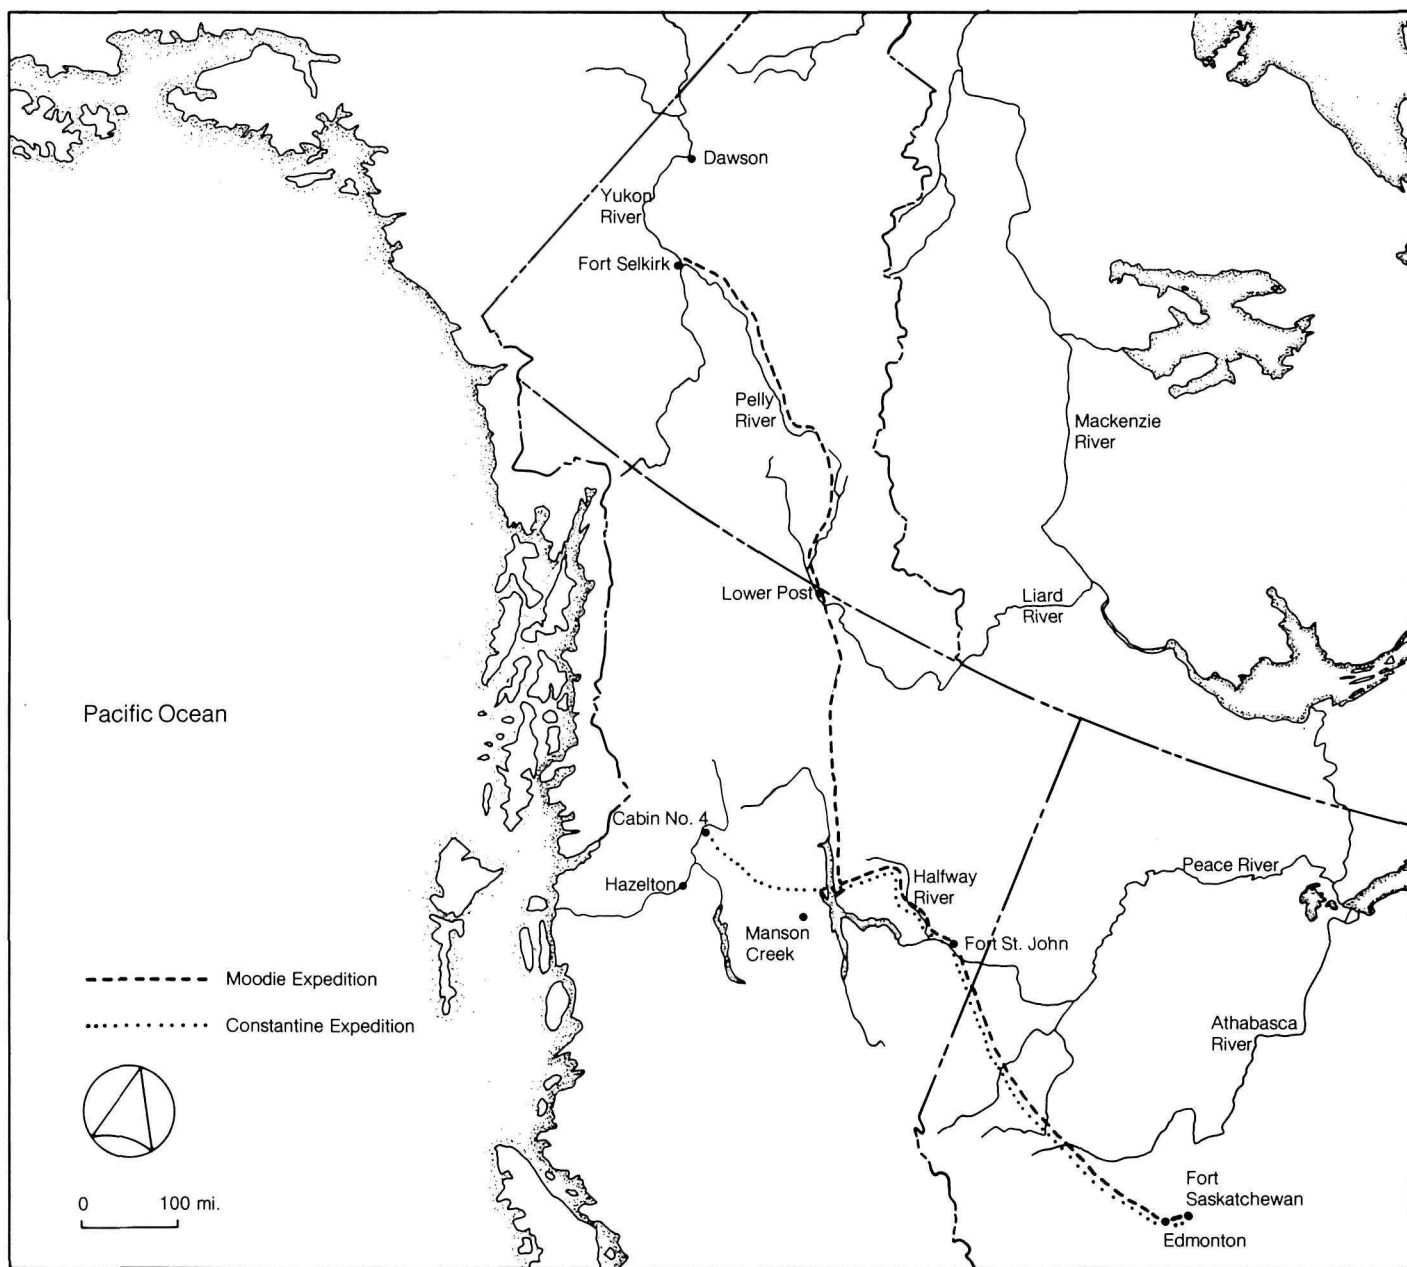 Dawson
Yukon
River
Fort Selkirk
Pelly
River
Mackenzie
River
Lower Post
Liard
River
Pacific Ocean
Cabin No. 4
Hazelton
Halfway
River
Peace River
Manson
Creek
Fort St. John
Moodie Expedition
Constantine Expedition
Athabasca
River
0 100 mi.
Fort
Saskatchewan
Edmonton